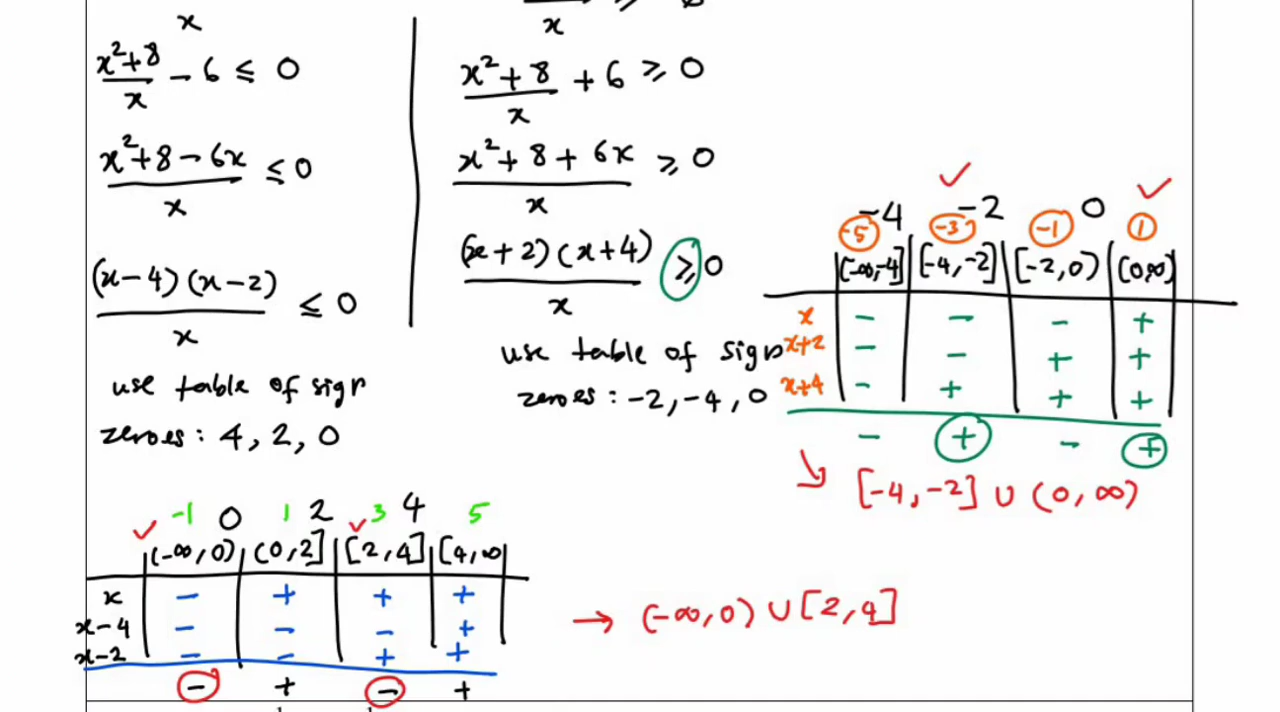 x
(x²+8)/x - 6 ≤ 0
(x²+8-6x)/x ≤ 0
((x-4)(x-2))/x ≤ 0
use table of sign
zeroes: 4, 2, 0
-1 0 1 2 3 4 5
(-∞,0) (0,2] [2,4] [4,∞
x - + + +
x-4 - - - +
x-2 - - + +
- + - +
→ (-∞,0) ∪ [2,4]
x
(x²+8)/x + 6 ≥ 0
(x²+8+6x)/x ≥ 0
((x+2)(x+4))/x ≥ 0
use table of sign
zeroes: -2, -4, 0
-4 -2 0
-5 -3 -1 1
(-∞,-4] [-4,-2] [-2,0) (0,∞)
x - - - +
x+2 - - + +
x+4 - + + +
- + - +
[-4,-2] ∪ (0,∞)